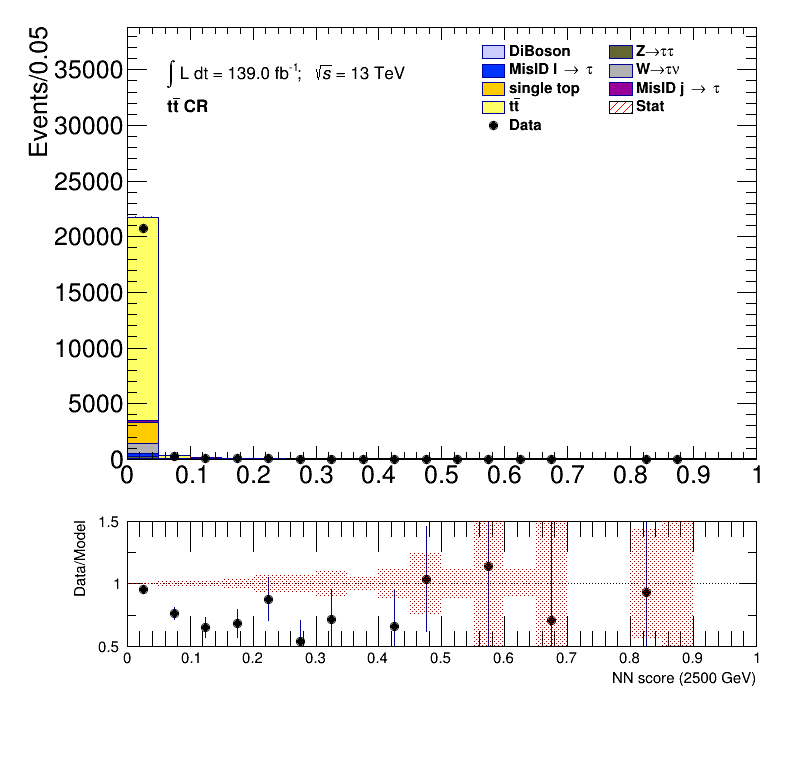 Events/0.05
35000
30000
25000
20000
15000
10000
5000
0
∫ L dt = 139.0 fb⁻¹; √s = 13 TeV
tt̄ CR
DiBoson
MisID l → τ
single top
tt̄
Data
Z→ττ
W→τν
MisID j → τ
Stat
0 0.1 0.2 0.3 0.4 0.5 0.6 0.7 0.8 0.9 1
Data/Model
1.5
1
0.5
0 0.1 0.2 0.3 0.4 0.5 0.6 0.7 0.8 0.9 1
NN score (2500 GeV)